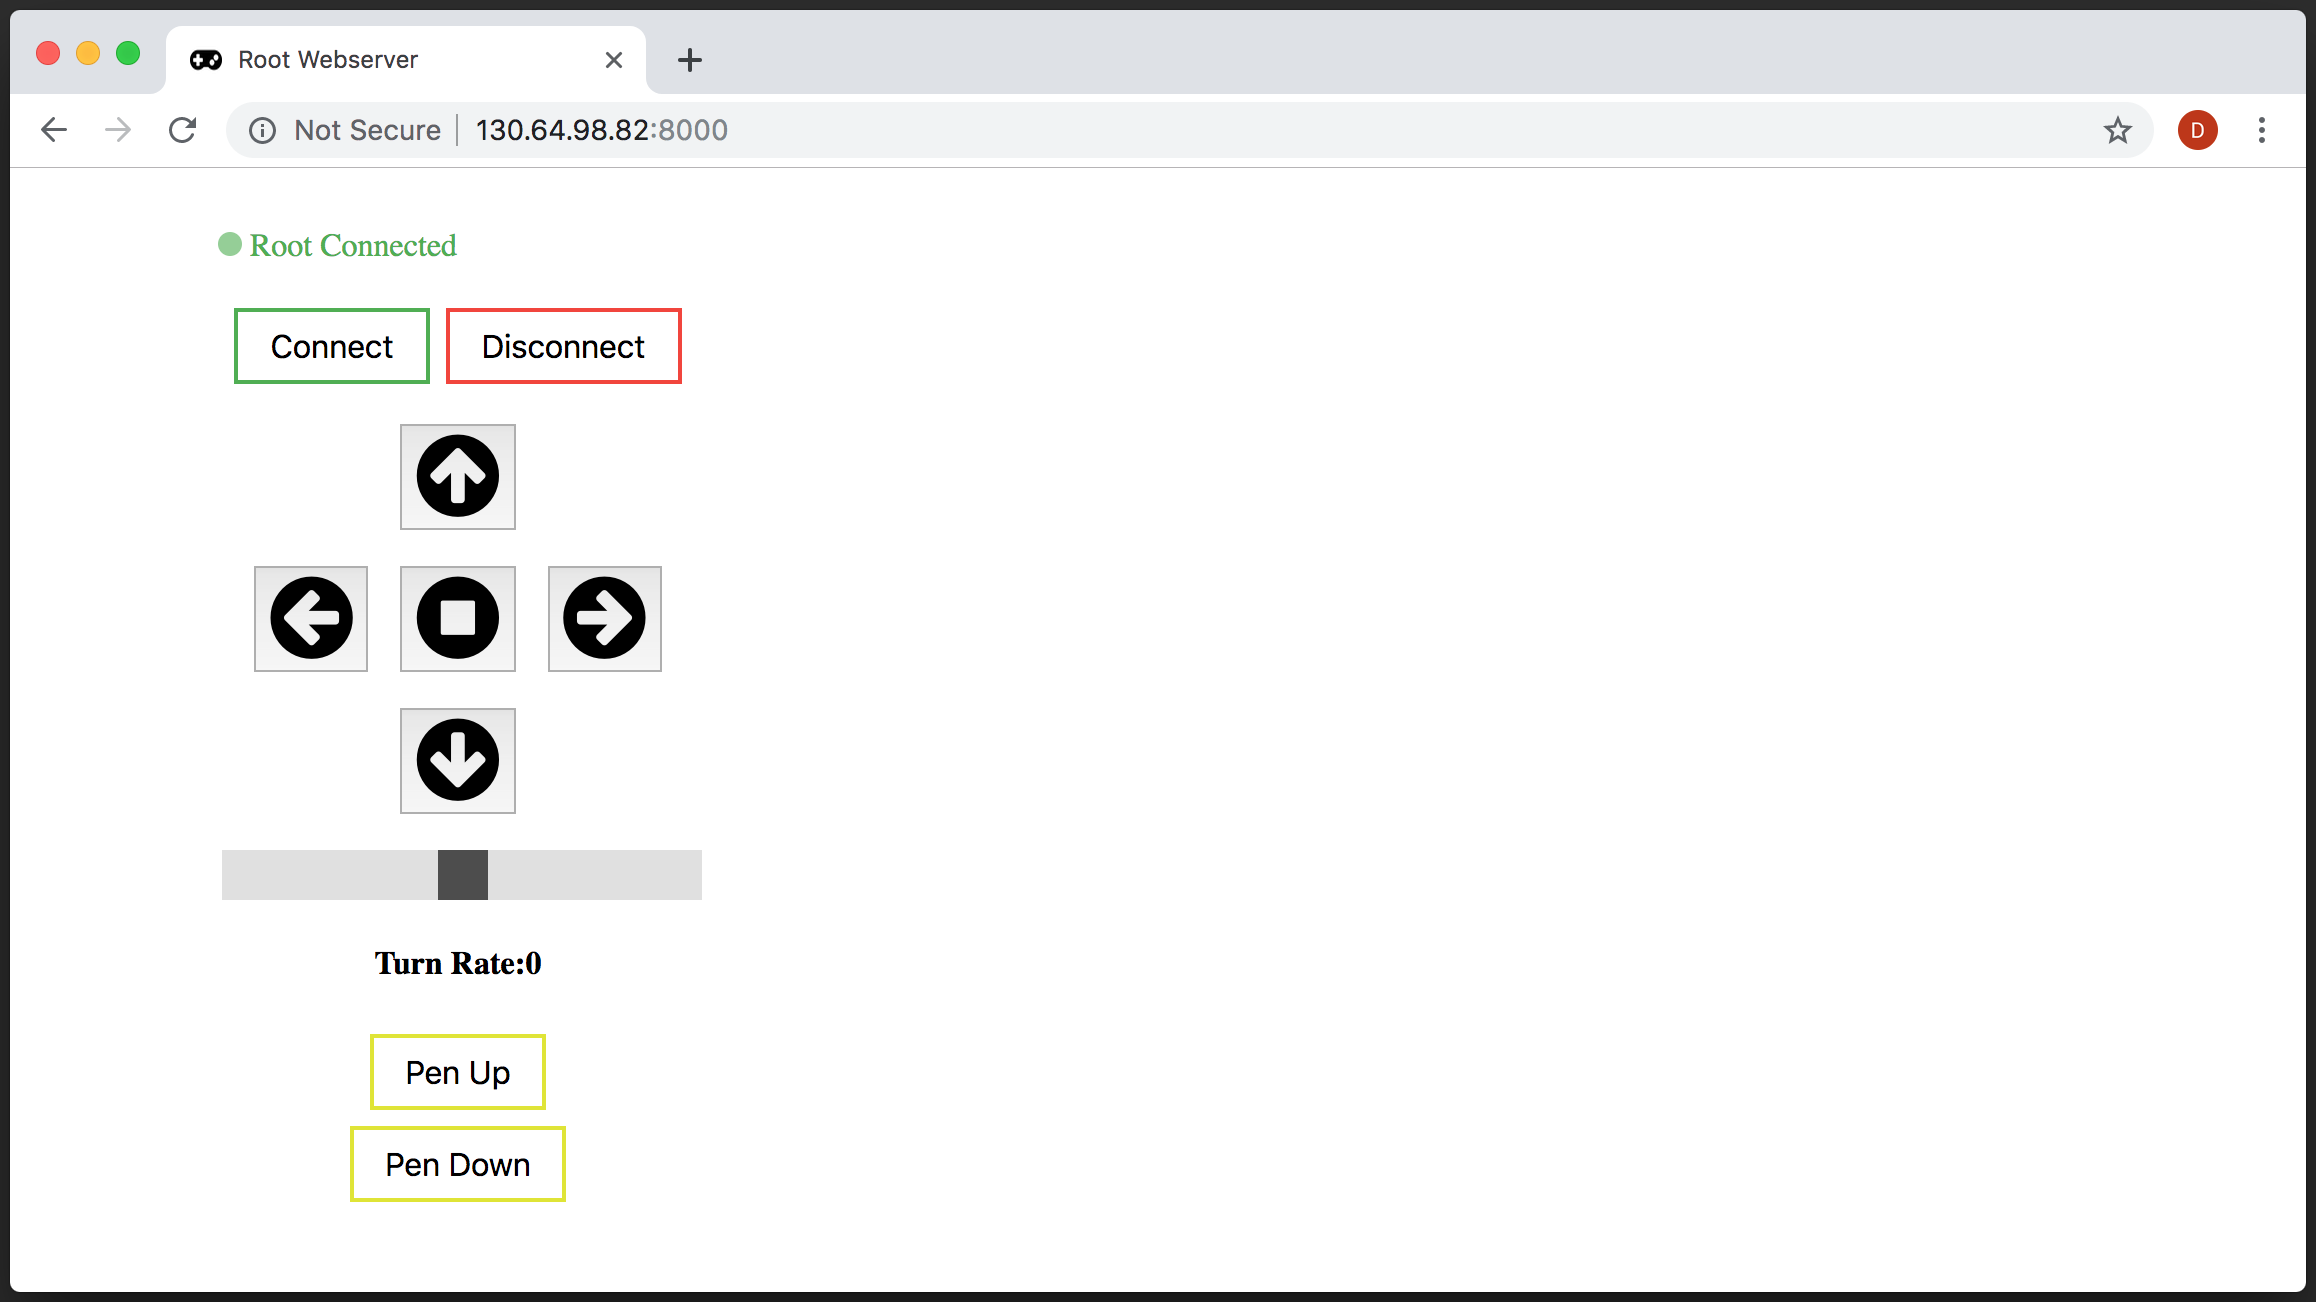 Root Webserver
Not Secure 130.64.98.82:8000
D
Root Connected
Connect Disconnect
Turn Rate:0
Pen Up
Pen Down